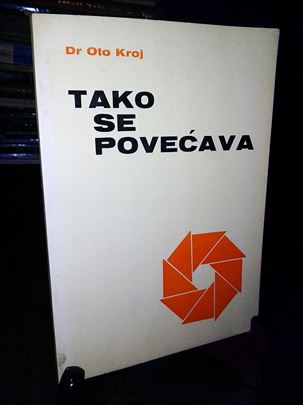 Dr Oto Kroj
TAKO
SE
POVEĆAVA